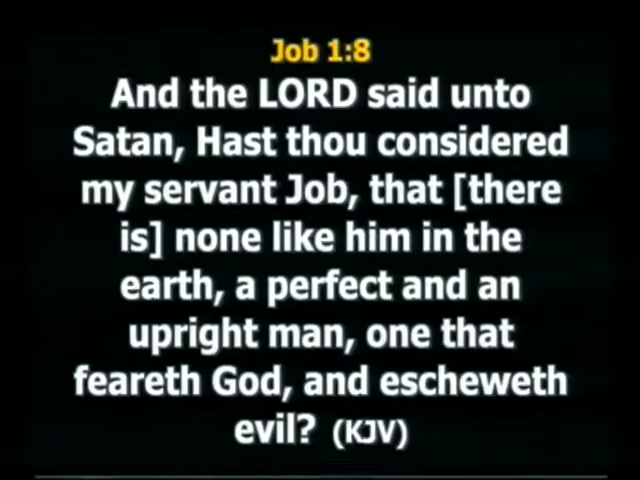 Job 1:8
And the LORD said unto
Satan, Hast thou considered
my servant Job, that [there
is] none like him in the
earth, a perfect and an
upright man, one that
feareth God, and escheweth
evil? (KJV)